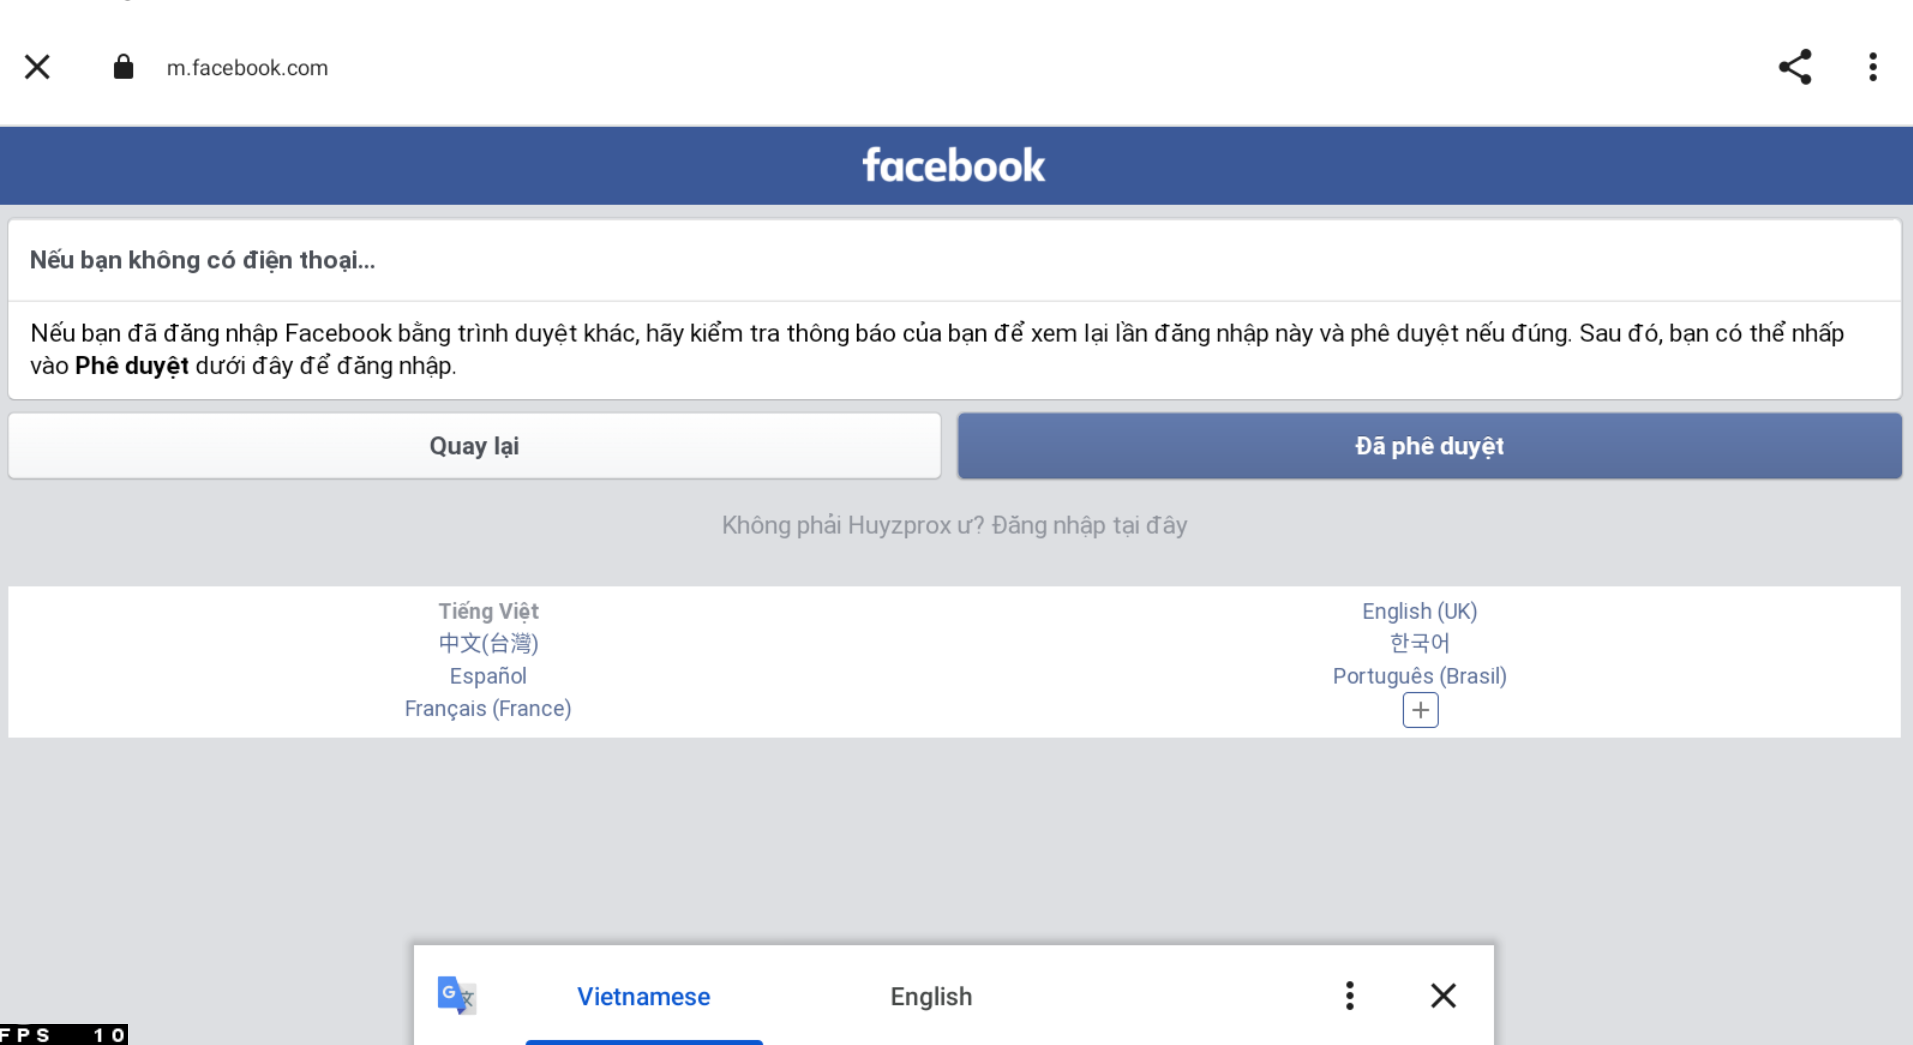 m.facebook.com
facebook
Nếu bạn không có điện thoại...
Nếu bạn đã đăng nhập Facebook bằng trình duyệt khác, hãy kiểm tra thông báo của bạn để xem lại lần đăng nhập này và phê duyệt nếu đúng. Sau đó, bạn có thể nhấp
vào Phê duyệt dưới đây để đăng nhập.
Quay lại
Đã phê duyệt
Không phải Huyzprox ư? Đăng nhập tại đây
Tiếng Việt
English (UK)
中文(台灣)
한국어
Español
Português (Brasil)
Français (France)
Vietnamese
English
FPS 10